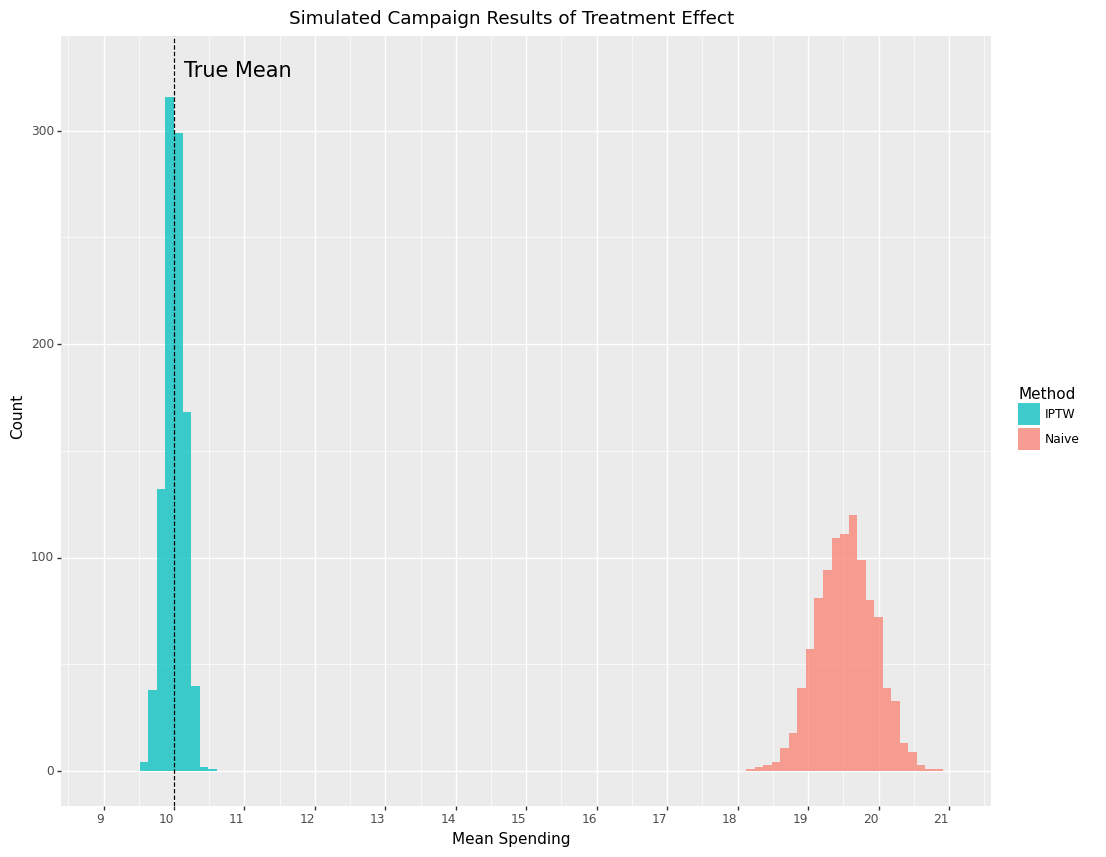 Simulated Campaign Results of Treatment Effect
True Mean
300
200
100
0
Count
9 10 11 12 13 14 15 16 17 18 19 20 21
Mean Spending
Method
IPTW
Naive